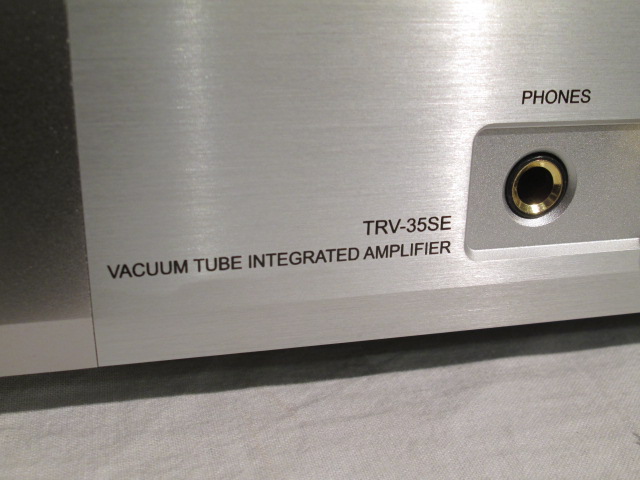 PHONES
TRV-35SE
VACUUM TUBE INTEGRATED AMPLIFIER